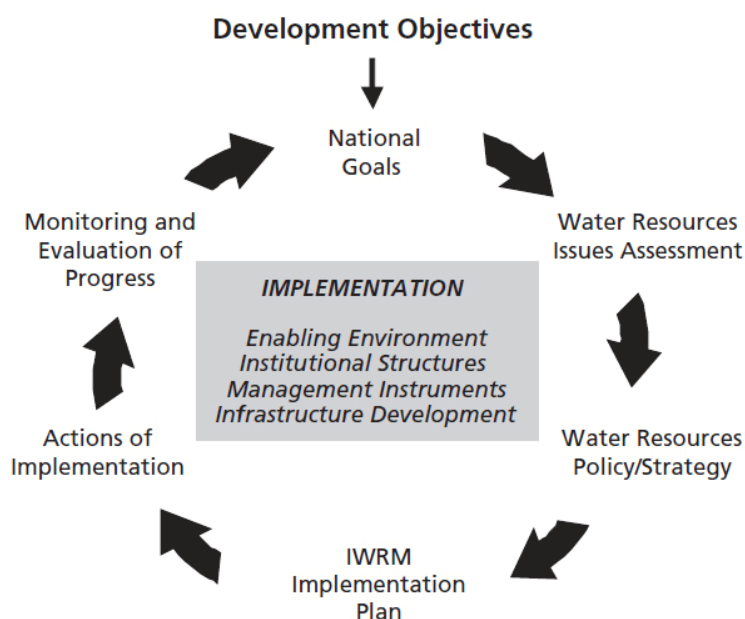 Development Objectives
National
Goals
Water Resources
Issues Assessment
Water Resources
Policy/Strategy
IWRM
Implementation
Plan
Actions of
Implementation
Monitoring and
Evaluation of
Progress
IMPLEMENTATION
Enabling Environment
Institutional Structures
Management Instruments
Infrastructure Development